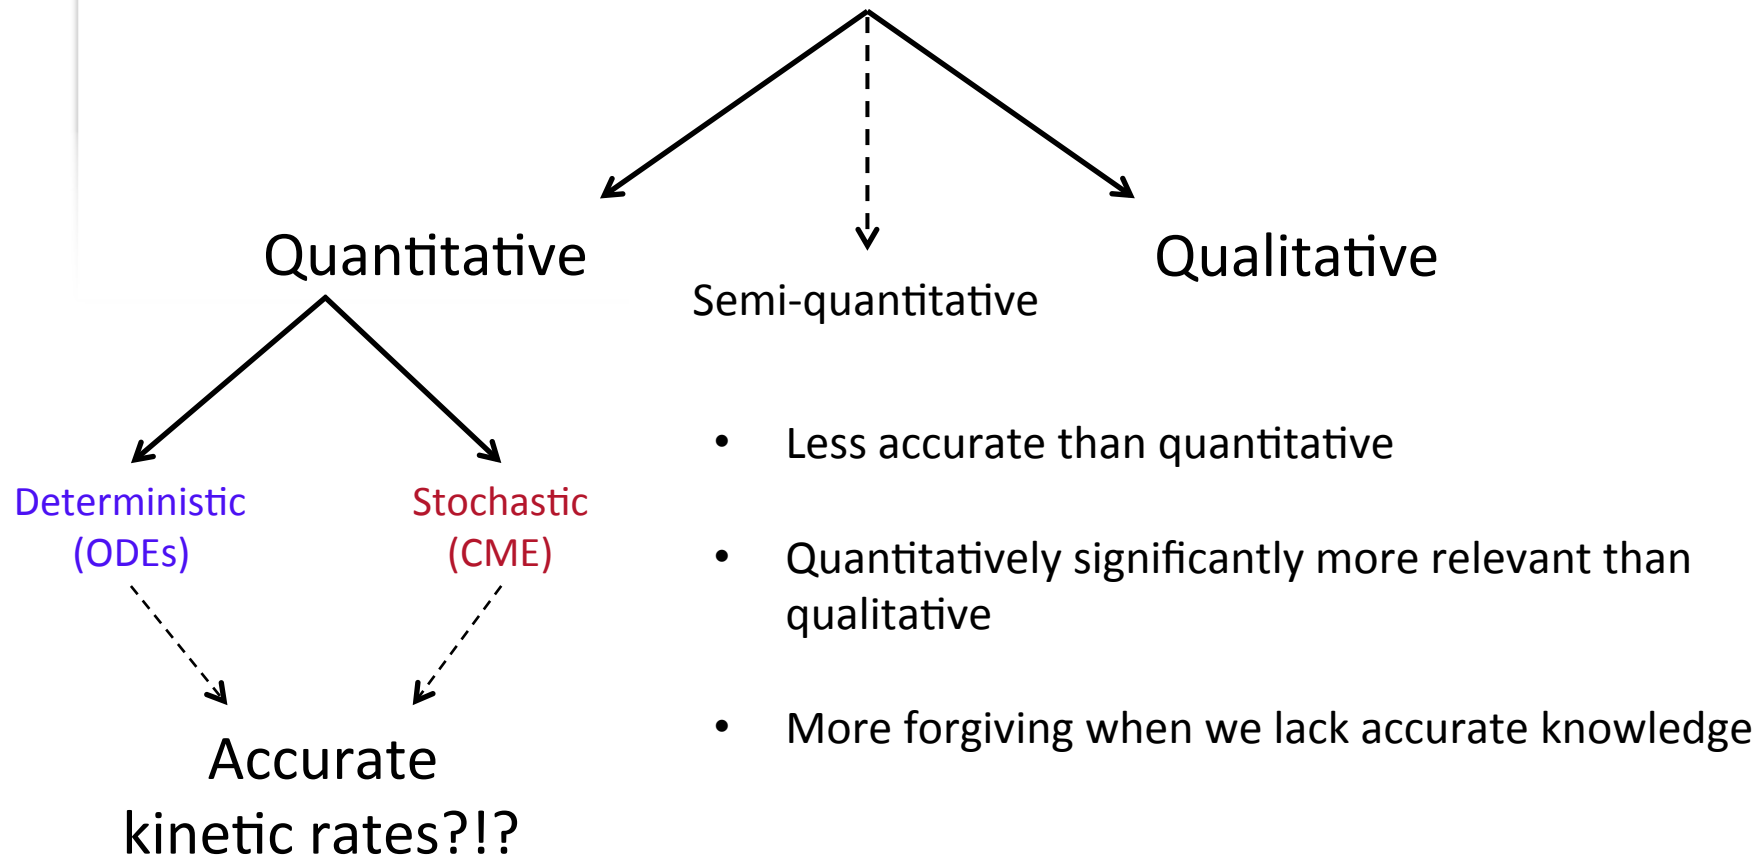 Quantitative
Semi-quantitative
Qualitative
Deterministic
(ODEs)
Stochastic
(CME)
Accurate
kinetic rates?!?
• Less accurate than quantitative
• Quantitatively significantly more relevant than
qualitative
• More forgiving when we lack accurate knowledge